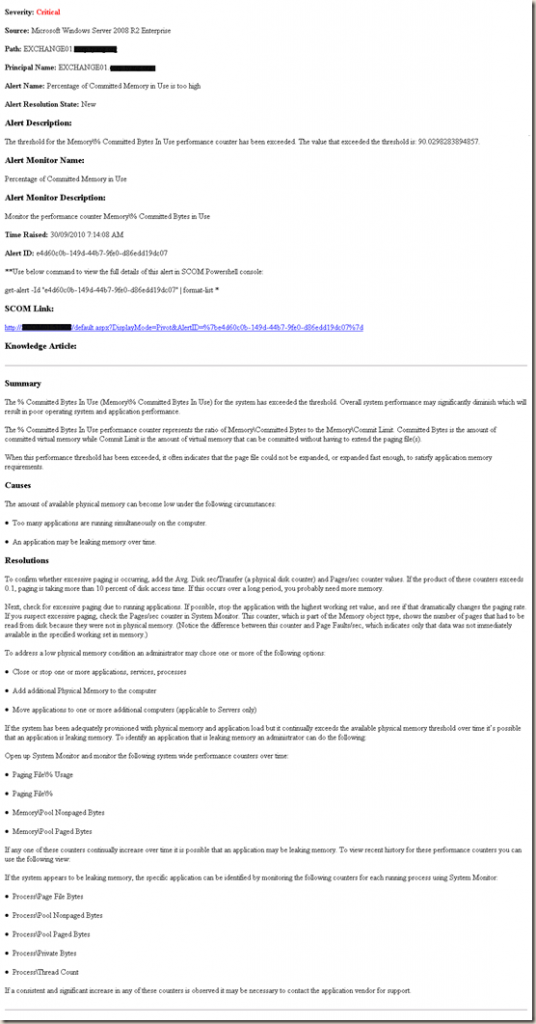 Severity: Critical
Source: Microsoft Windows Server 2008 R2 Enterprise
Path: EXCHANGE01.
Principal Name: EXCHANGE01.
Alert Name: Percentage of Committed Memory in Use is too high
Alert Resolution State: New
Alert Description:
The threshold for the Memory\% Committed Bytes In Use performance counter has been exceeded. The value that exceeded the threshold is: 90.0298283894857.
Alert Monitor Name:
Percentage of Committed Memory in Use
Alert Monitor Description:
Monitor the performance counter Memory\% Committed Bytes in Use
Time Raised: 30/09/2010 7:14:08 AM
Alert ID: e4d60c0b-149d-44b7-9fe0-d86edd19dc07
**Use below command to view the full details of this alert in SCOM Powershell console:
get-alert -Id "e4d60c0b-149d-44b7-9fe0-d86edd19dc07" | format-list *
SCOM Link:
http:// /default.aspx?DisplayMode=Pivot&AlertID=%7be4d60c0b-149d-44b7-9fe0-d86edd19dc07%7d
Knowledge Article:
Summary
The % Committed Bytes In Use (Memory\% Committed Bytes In Use) for the system has exceeded the threshold. Overall system performance may significantly diminish which will
result in poor operating system and application performance.
The % Committed Bytes In Use performance counter represents the ratio of Memory\Committed Bytes to the Memory\Commit Limit. Committed Bytes is the amount of
committed virtual memory while Commit Limit is the amount of virtual memory that can be committed without having to extend the paging file(s).
When this performance threshold has been exceeded, it often indicates that the page file could not be expanded, or expanded fast enough, to satisfy application memory
requirements.
Causes
The amount of available physical memory can become low under the following circumstances:
● Too many applications are running simultaneously on the computer.
● An application may be leaking memory over time.
Resolutions
To confirm whether excessive paging is occurring, add the Avg. Disk sec/Transfer (a physical disk counter) and Pages/sec counter values. If the product of these counters exceeds
0.1, paging is taking more than 10 percent of disk access time. If this occurs over a long period, you probably need more memory.
Next, check for excessive paging due to running applications. If possible, stop the application with the highest working set value, and see if that dramatically changes the paging rate.
If you suspect excessive paging, check the Pages/sec counter in System Monitor. This counter, which is part of the Memory object type, shows the number of pages that had to be
read from disk because they were not in physical memory. (Notice the difference between this counter and Page Faults/sec, which indicates only that data was not immediately
available in the specified working set in memory.)
To address a low physical memory condition an administrator may chose one or more of the following options:
● Close or stop one or more applications, services, processes
● Add additional Physical Memory to the computer
● Move applications to one or more additional computers (applicable to Servers only)
If the system has been adequately provisioned with physical memory and application load but it continually exceeds the available physical memory threshold over time it's possible
that an application is leaking memory. To identify an application that is leaking memory an administrator can do the following:
Open up System Monitor and monitor the following system wide performance counters over time:
● Paging File\% Usage
● Paging File\%
● Memory\Pool Nonpaged Bytes
● Memory\Pool Paged Bytes
If any one of these counters continually increase over time it is possible that an application may be leaking memory. To view recent history for these performance counters you can
use the following view:
If the system appears to be leaking memory, the specific application can be identified by monitoring the following counters for each running process using System Monitor:
● Process\Page File Bytes
● Process\Pool Nonpaged Bytes
● Process\Pool Paged Bytes
● Process\Private Bytes
● Process\Thread Count
If a consistent and significant increase in any of these counters is observed it may be necessary to contact the application vendor for support.